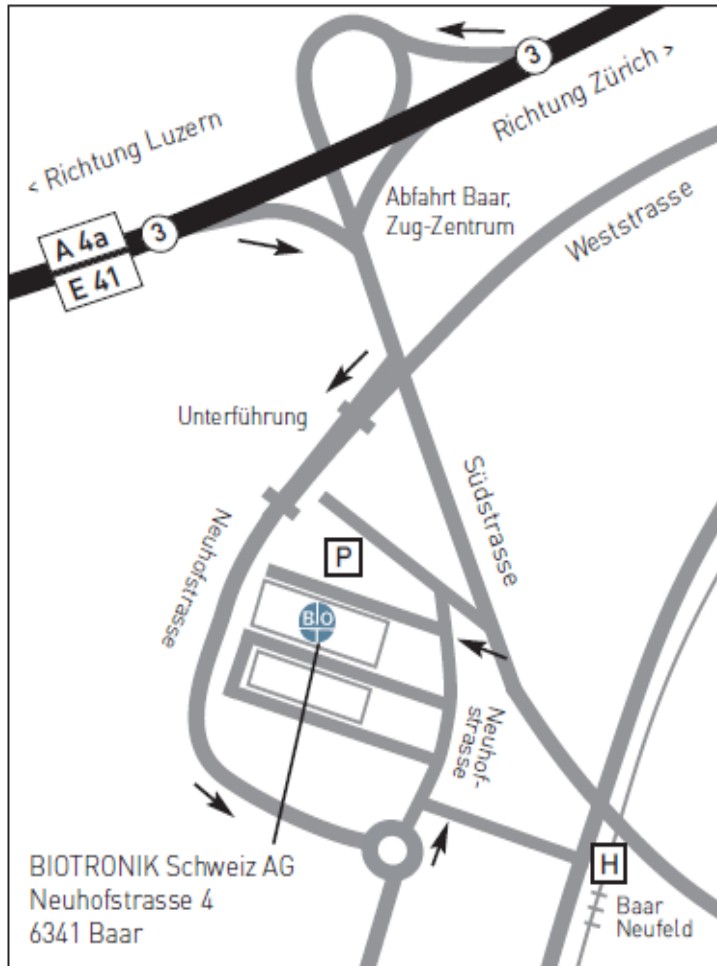 3
Richtung Zürich >
< Richtung Luzern
Abfahrt Baar,
Zug-Zentrum
Weststrasse
3
A 4a
E 41
Unterführung
Südstrasse
Neuhofstrasse
P
BIO
Neuhof-
strasse
BIOTRONIK Schweiz AG
Neuhofstrasse 4
6341 Baar
H
Baar
Neufeld